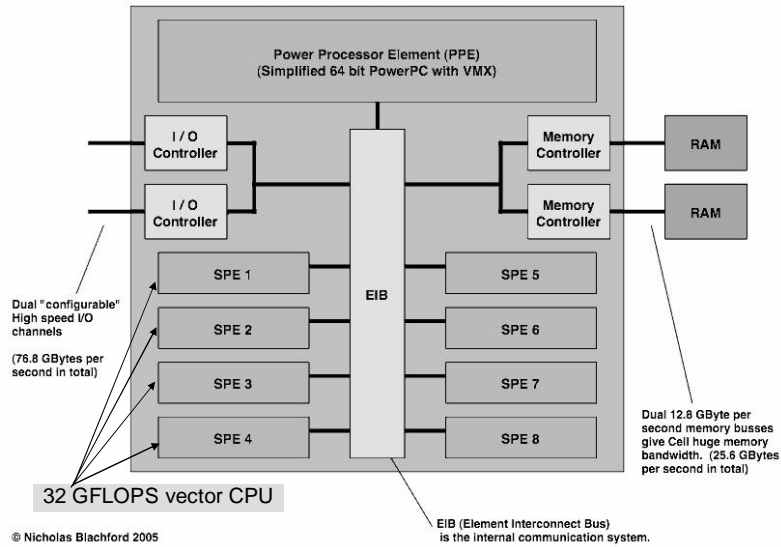 Power Processor Element (PPE)
(Simplified 64 bit PowerPC with VMX)
I / O
Controller
Memory
Controller
RAM
I / O
Controller
Memory
Controller
RAM
EIB
SPE 1
SPE 5
SPE 2
SPE 6
SPE 3
SPE 7
SPE 4
SPE 8
Dual "configurable"
High speed I/O
channels
(76.8 GBytes per
second in total)
Dual 12.8 GByte per
second memory busses
give Cell huge memory
bandwidth. (25.6 GBytes
per second in total)
32 GFLOPS vector CPU
EIB (Element Interconnect Bus)
is the internal communication system.
© Nicholas Blachford 2005